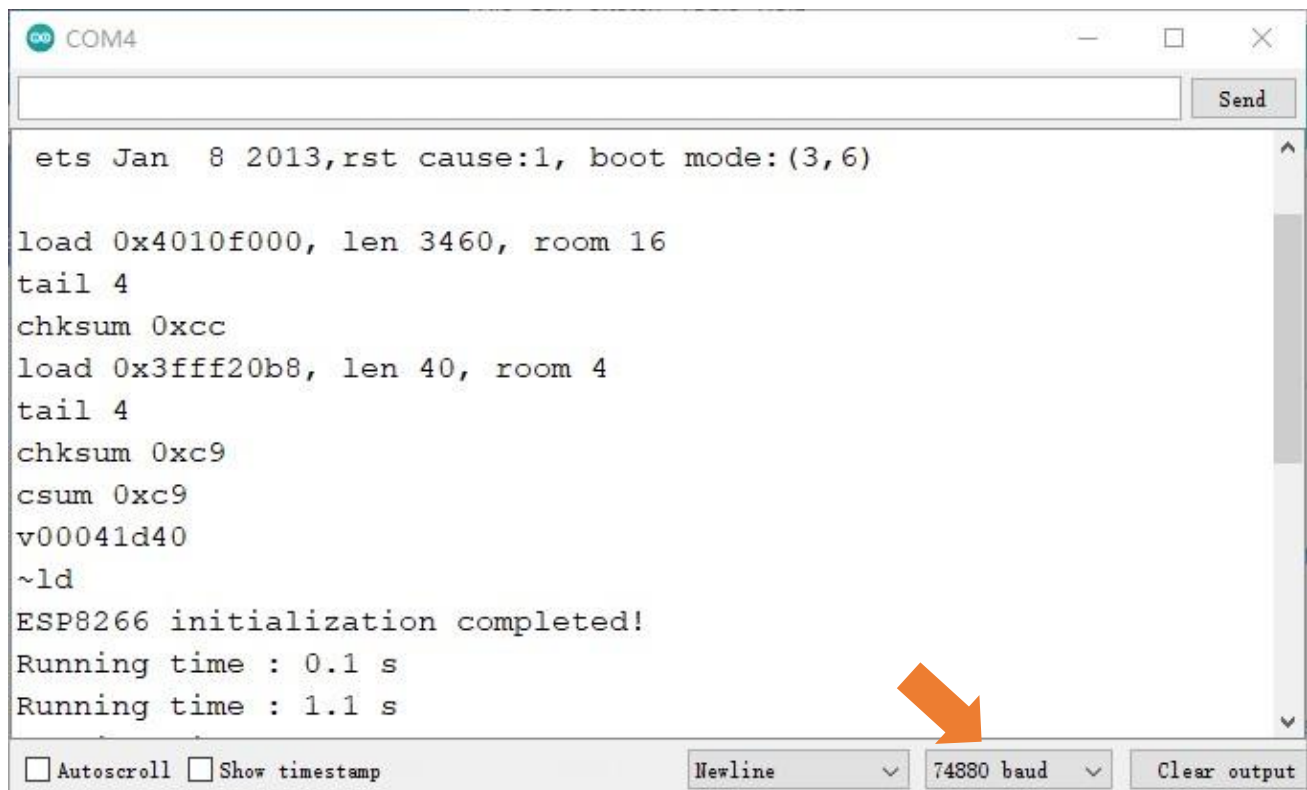 COM4
Send
ets Jan  8 2013,rst cause:1, boot mode:(3,6)
load 0x4010f000, len 3460, room 16
tail 4
chksum 0xcc
load 0x3fff20b8, len 40, room 4
tail 4
chksum 0xc9
csum 0xc9
v00041d40
~ld
ESP8266 initialization completed!
Running time : 0.1 s
Running time : 1.1 s
Autoscroll Show timestamp Newline 74880 baud Clear output